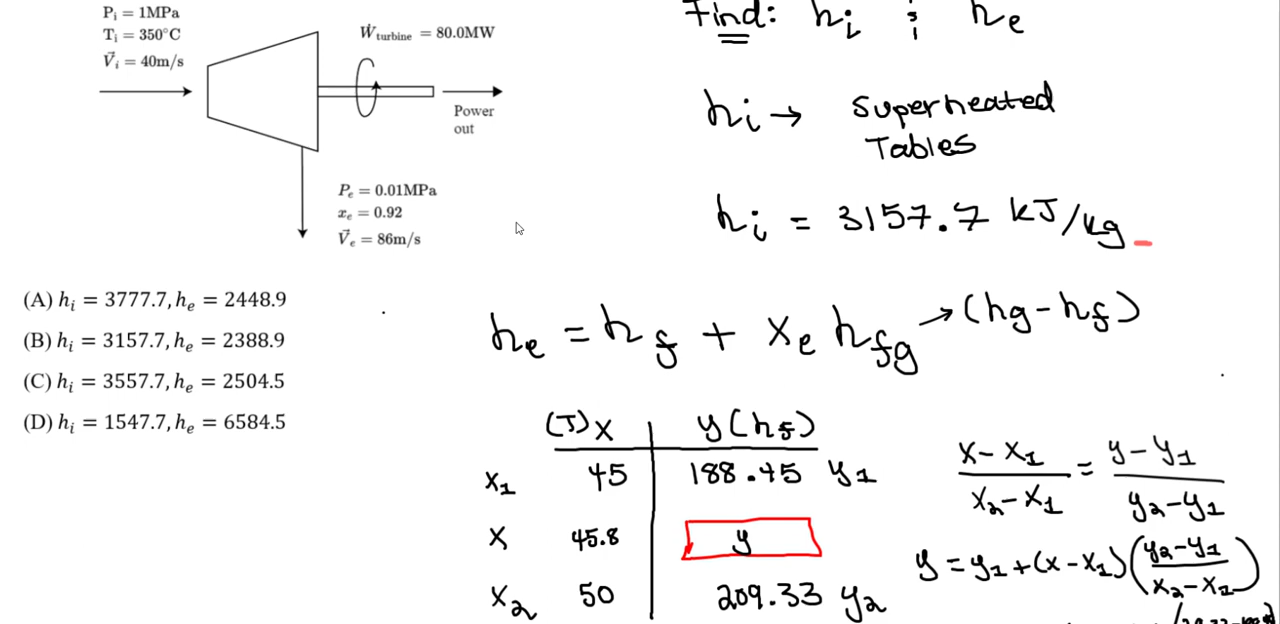 P_i = 1MPa
T_i = 350°C
V⃗_i = 40m/s
Ẇ_turbine = 80.0MW
Power
out
P_e = 0.01MPa
x_e = 0.92
V⃗_e = 86m/s
(A) h_i = 3777.7, h_e = 2448.9
(B) h_i = 3157.7, h_e = 2388.9
(C) h_i = 3557.7, h_e = 2504.5
(D) h_i = 1547.7, h_e = 6584.5
Find: h_i ; h_e
h_i → Superheated
Tables
h_i = 3157.7 kJ/kg
h_e = h_f + x_e h_fg → (hg - hf)
(T) x y (hf)
x_1 45 188.45 y_1
x 45.8 y
x_2 50 209.33 y_2
x - x_1 / x_2 - x_1 = y - y_1 / y_2 - y_1
y = y_1 + (x - x_1) (y_2 - y_1 / x_2 - x_1)